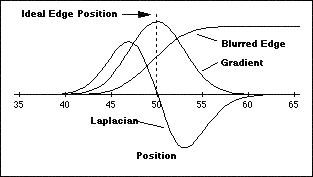 Ideal Edge Position
Blurred Edge
Gradient
35 40 45 50 55 60 65
Laplacian
Position